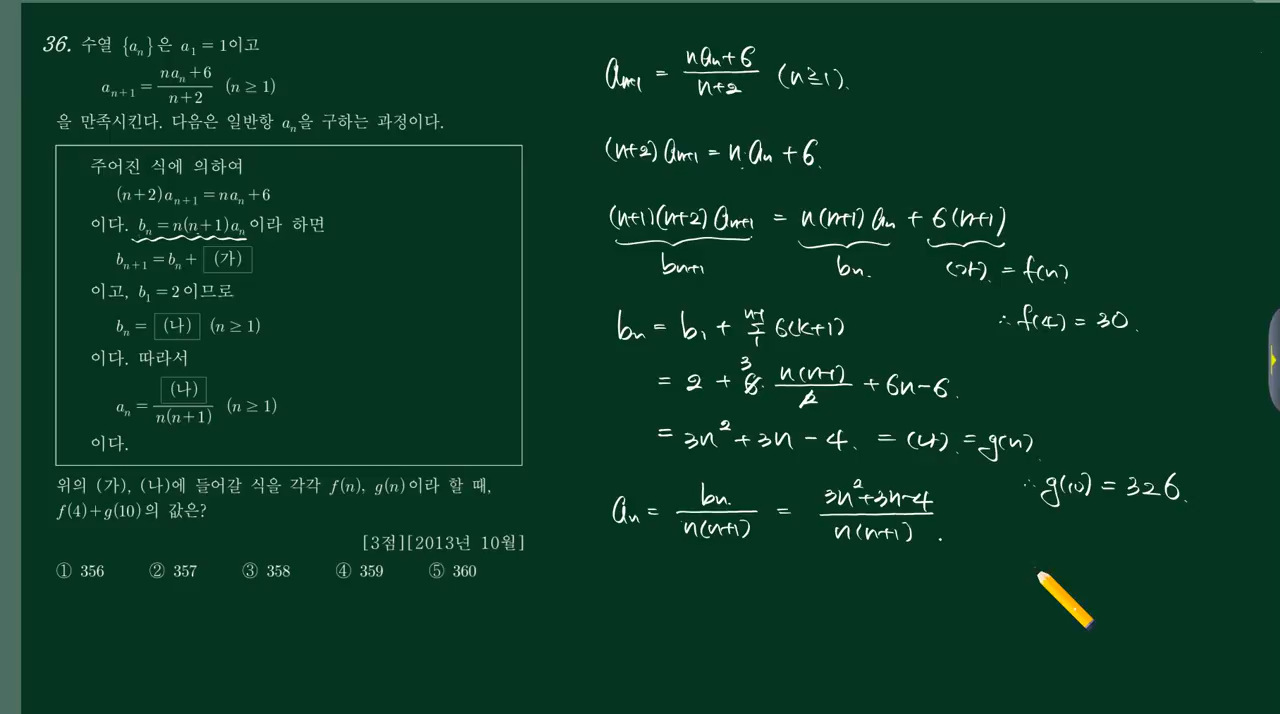 36. 수열 {aₙ}은 a₁ = 1이고
aₙ₊₁ = (naₙ+6)/(n+2) (n ≥ 1)
을 만족시킨다. 다음은 일반항 aₙ을 구하는 과정이다.
주어진 식에 의하여
(n+2)aₙ₊₁ = naₙ+6
이다. bₙ = n(n+1)aₙ이라 하면
bₙ₊₁ = bₙ + (가)
이고, b₁ = 2이므로
bₙ = (나) (n ≥ 1)
이다. 따라서
aₙ = (나)/n(n+1) (n ≥ 1)
이다.
위의 (가), (나)에 들어갈 식을 각각 f(n), g(n)이라 할 때,
f(4)+g(10)의 값은?
[3점][2013년 10월]
① 356 ② 357 ③ 358 ④ 359 ⑤ 360
aₙ₊₁ = (naₙ+6)/(n+2) (n≥1).
(n+2)aₙ₊₁ = n·aₙ + 6.
(n+1)(n+2)aₙ₊₁ = n(n+1)aₙ + 6(n+1)
bₙ₊₁ bₙ. (가). = f(n)
∴ f(4) = 30.
bₙ = b₁ + Σ₁ⁿ⁻¹ 6(k+1)
= 2 + 6 3 · n(n-1)/2 + 6n-6.
= 3n²+3n-4. = (나). = g(n).
∴ g(10) = 326.
aₙ = bₙ/n(n+1) = (3n²+3n-4)/n(n+1).